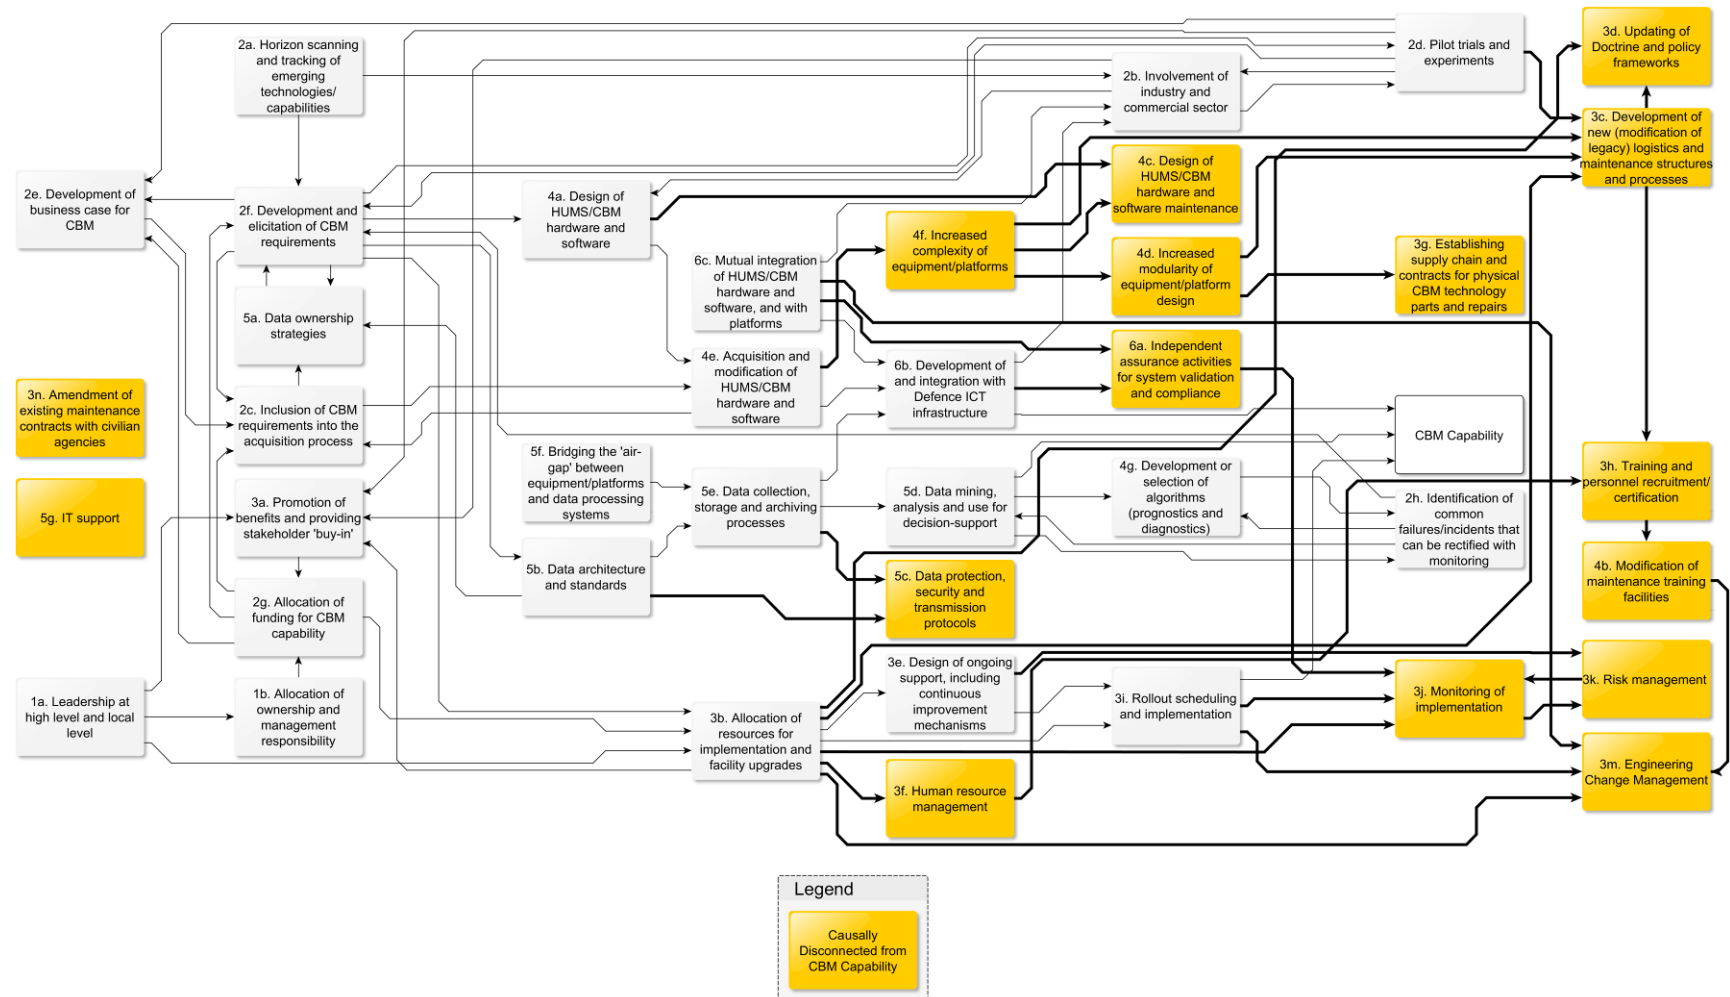 2a. Horizon scanning
and tracking of
emerging
technologies/
capabilities
2d. Pilot trials and
experiments
3d. Updating of
Doctrine and policy
frameworks
2b. Involvement of
industry and
commercial sector
3c. Development of
new (modification of
legacy) logistics and
maintenance structures
and processes
2e. Development of
business case for
CBM
2f. Development and
elicitation of CBM
requirements
4a. Design of
HUMS/CBM
hardware and
software
4c. Design of
HUMS/CBM
hardware and
software maintenance
4f. Increased
complexity of
equipment/platforms
4d. Increased
modularity of
equipment/platform
design
3g. Establishing
supply chain and
contracts for physical
CBM technology
parts and repairs
6c. Mutual integration
of HUMS/CBM
hardware and
software, and with
platforms
5a. Data ownership
strategies
4e. Acquisition and
modification of
HUMS/CBM
hardware and
software
6b. Development of
and integration with
Defence ICT
infrastructure
6a. Independent
assurance activities
for system validation
and compliance
3n. Amendment of
existing maintenance
contracts with civilian
agencies
2c. Inclusion of CBM
requirements into the
acquisition process
CBM Capability
5f. Bridging the 'air-
gap' between
equipment/platforms
and data processing
systems
3h. Training and
personnel recruitment/
certification
5g. IT support
3a. Promotion of
benefits and providing
stakeholder 'buy-in'
5e. Data collection,
storage and archiving
processes
5d. Data mining,
analysis and use for
decision-support
4g. Development or
selection of
algorithms
(prognostics and
diagnostics)
2h. Identification of
common
failures/incidents that
can be rectified with
monitoring
5b. Data architecture
and standards
5c. Data protection,
security and
transmission
protocols
4b. Modification of
maintenance training
facilities
2g. Allocation of
funding for CBM
capability
1a. Leadership at
high level and local
level
1b. Allocation of
ownership and
management
responsibility
3b. Allocation of
resources for
implementation and
facility upgrades
3e. Design of ongoing
support, including
continuous
improvement
mechanisms
3i. Rollout scheduling
and implementation
3j. Monitoring of
implementation
3k. Risk management
3f. Human resource
management
3m. Engineering
Change Management
Legend
Causally
Disconnected from
CBM Capability